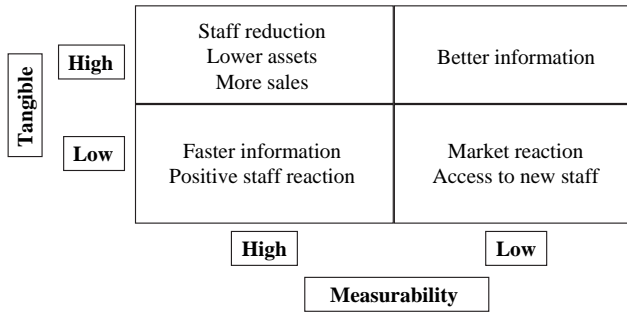 Tangible
High
Staff reduction
Lower assets
More sales
Better information
Low
Faster information
Positive staff reaction
Market reaction
Access to new staff
High
Low
Measurability